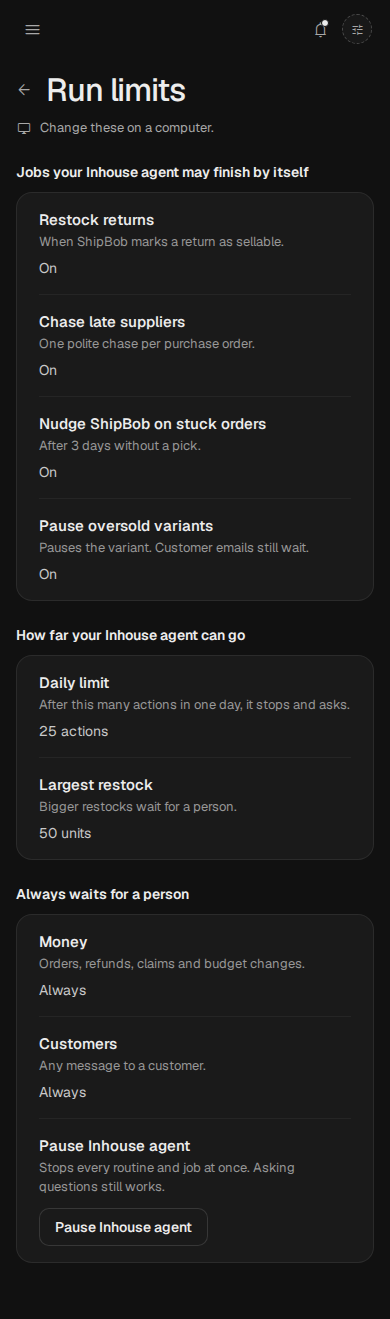 Run limits
Change these on a computer.
Jobs your Inhouse agent may finish by itself
Restock returns
When ShipBob marks a return as sellable.
On
Chase late suppliers
One polite chase per purchase order.
On
Nudge ShipBob on stuck orders
After 3 days without a pick.
On
Pause oversold variants
Pauses the variant. Customer emails still wait.
On
How far your Inhouse agent can go
Daily limit
After this many actions in one day, it stops and asks.
25 actions
Largest restock
Bigger restocks wait for a person.
50 units
Always waits for a person
Money
Orders, refunds, claims and budget changes.
Always
Customers
Any message to a customer.
Always
Pause Inhouse agent
Stops every routine and job at once. Asking
questions still works.
Pause Inhouse agent